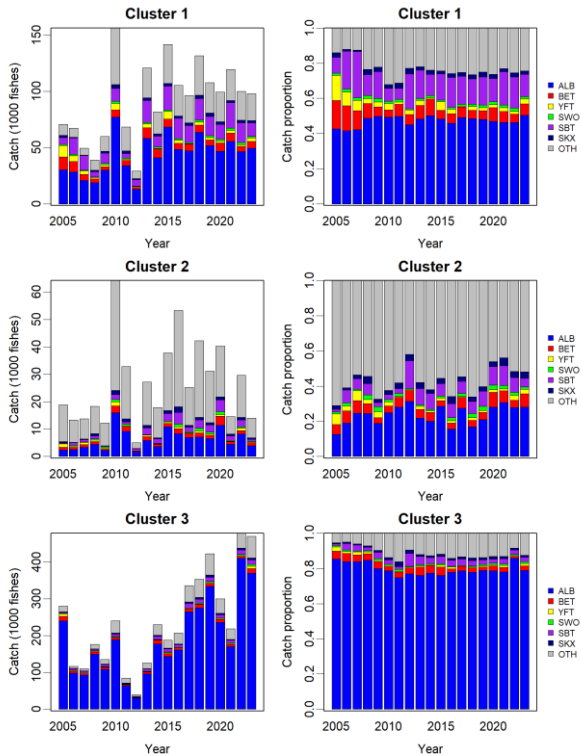 Cluster 1
Catch (1000 fishes)
150
100
50
0
2005 2010 2015 2020
Year
Cluster 1
Catch proportion
1.0
0.8
0.6
0.4
0.2
0.0
2005 2010 2015 2020
Year
ALB
BET
YFT
SWO
SBT
SKX
OTH
Cluster 2
Catch (1000 fishes)
60
50
40
30
20
10
0
2005 2010 2015 2020
Year
Cluster 2
Catch proportion
1.0
0.8
0.6
0.4
0.2
0.0
2005 2010 2015 2020
Year
ALB
BET
YFT
SWO
SBT
SKX
OTH
Cluster 3
Catch (1000 fishes)
400
300
200
100
0
2005 2010 2015 2020
Year
Cluster 3
Catch proportion
1.0
0.8
0.6
0.4
0.2
0.0
2005 2010 2015 2020
Year
ALB
BET
YFT
SWO
SBT
SKX
OTH